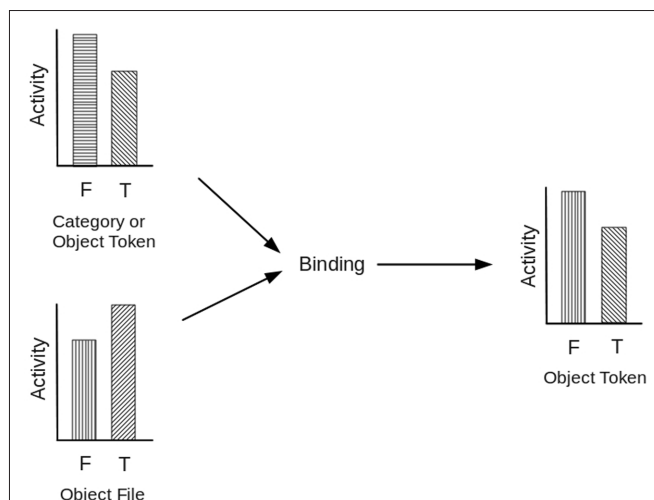 Activity
F T
Category or
Object Token
Binding
Activity
F T
Object Token
Activity
F T
Object File